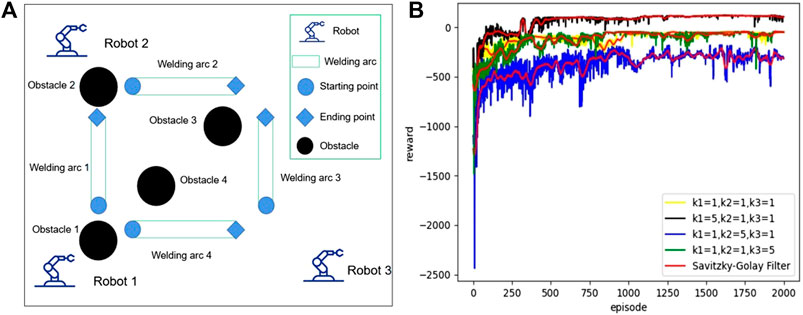 A
Robot 2
Obstacle 2
Welding arc 2
Obstacle 3
Welding arc 1
Obstacle 4
Welding arc 3
Obstacle 1
Welding arc 4
Robot 1
Robot 3
Robot
Welding arc
Starting point
Ending point
Obstacle
B
reward
0
−500
−1000
−1500
−2000
−2500
0
250
500
750
1000
1250
1500
1750
2000
episode
k1=1,k2=1,k3=1
k1=5,k2=1,k3=1
k1=1,k2=5,k3=1
k1=1,k2=1,k3=5
Savitzky-Golay Filter